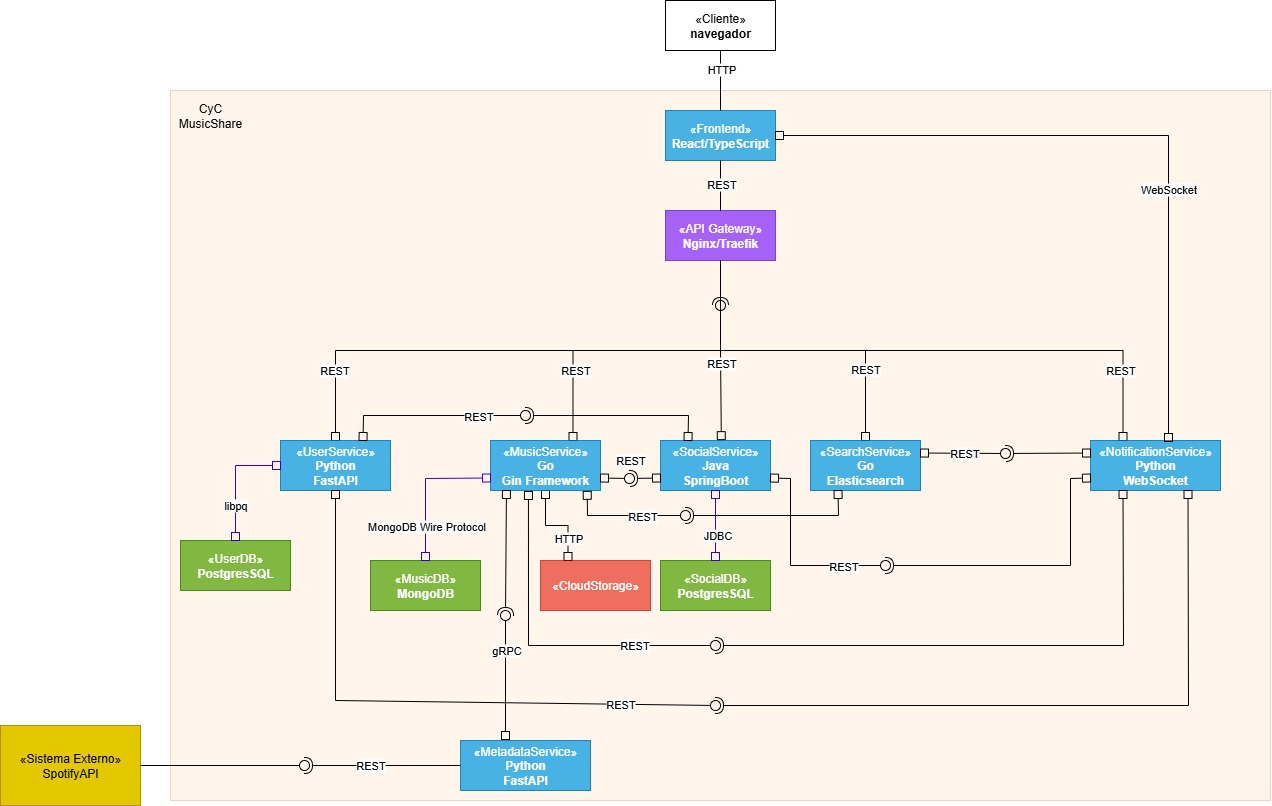 «Cliente»
navegador
HTTP
CyC
MusicShare
«Frontend»
React/TypeScript
REST
WebSocket
«API Gateway»
Nginx/Traefik
REST
REST
REST
REST
REST
REST
«UserService»
Python
FastAPI
«MusicService»
Go
Gin Framework
REST
«SocialService»
Java
SpringBoot
«SearchService»
Go
Elasticsearch
REST
«NotificationService»
Python
WebSocket
libpq
MongoDB Wire Protocol
REST
HTTP
JDBC
REST
«UserDB»
PostgresSQL
«MusicDB»
MongoDB
«CloudStorage»
«SocialDB»
PostgresSQL
gRPC
REST
REST
«Sistema Externo»
SpotifyAPI
REST
«MetadataService»
Python
FastAPI